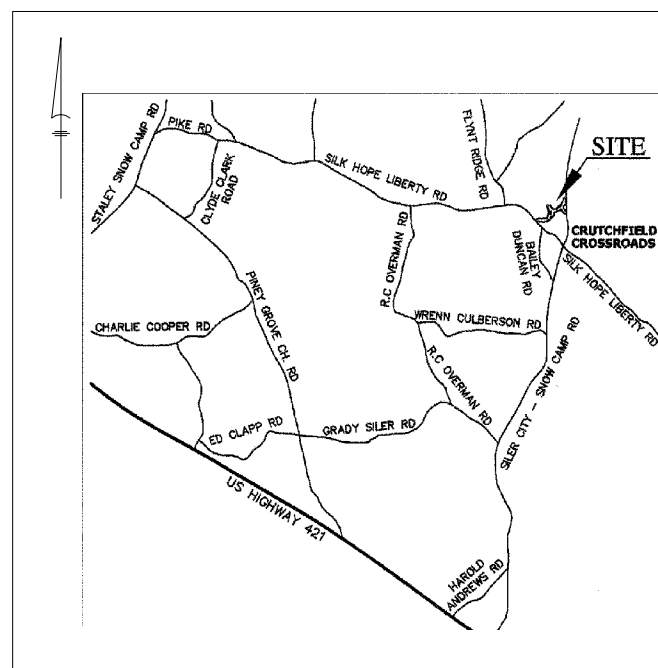 STALEY SNOW CAMP RD
PIKE RD
CLYDE CLARK
ROAD
SILK HOPE LIBERTY RD
FLYNT RIDGE RD
SITE
CRUTCHFIELD
CROSSROADS
BAILEY
DUNCAN RD
SILK HOPE LIBERTY RD
R.C OVERMAN RD
PINEY GROVE CH. RD
CHARLIE COOPER RD
WRENN CULBERSON RD
R.C OVERMAN RD
SILER CITY - SNOW CAMP RD
ED CLAPP RD
GRADY SILER RD
US HIGHWAY 421
HAROLD
ANDREWS RD